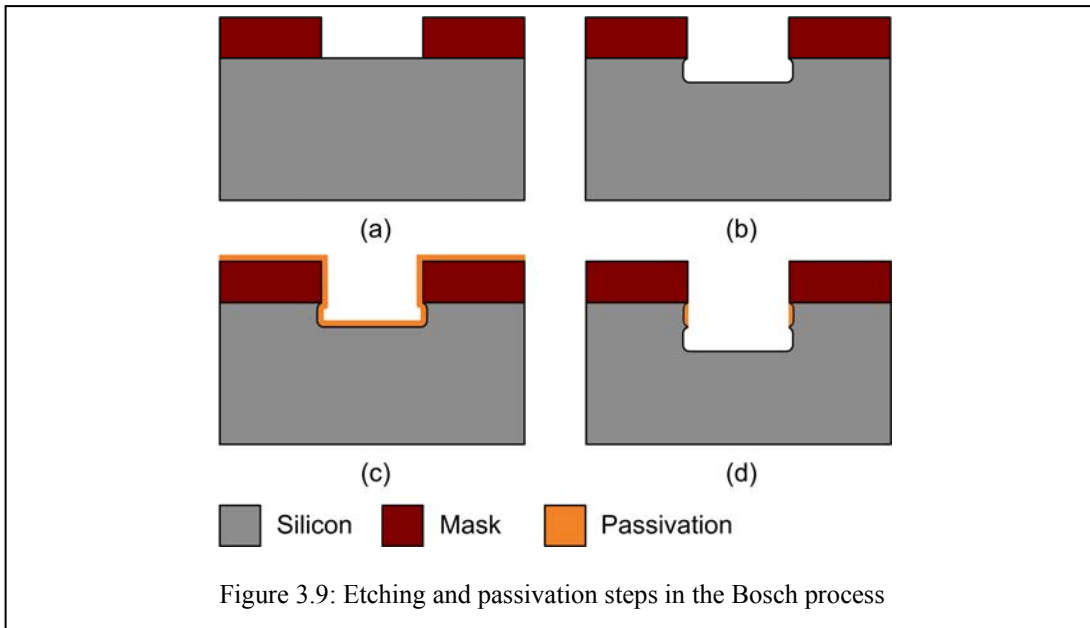 (a) (b)
(c) (d)
Silicon Mask Passivation
Figure 3.9: Etching and passivation steps in the Bosch process